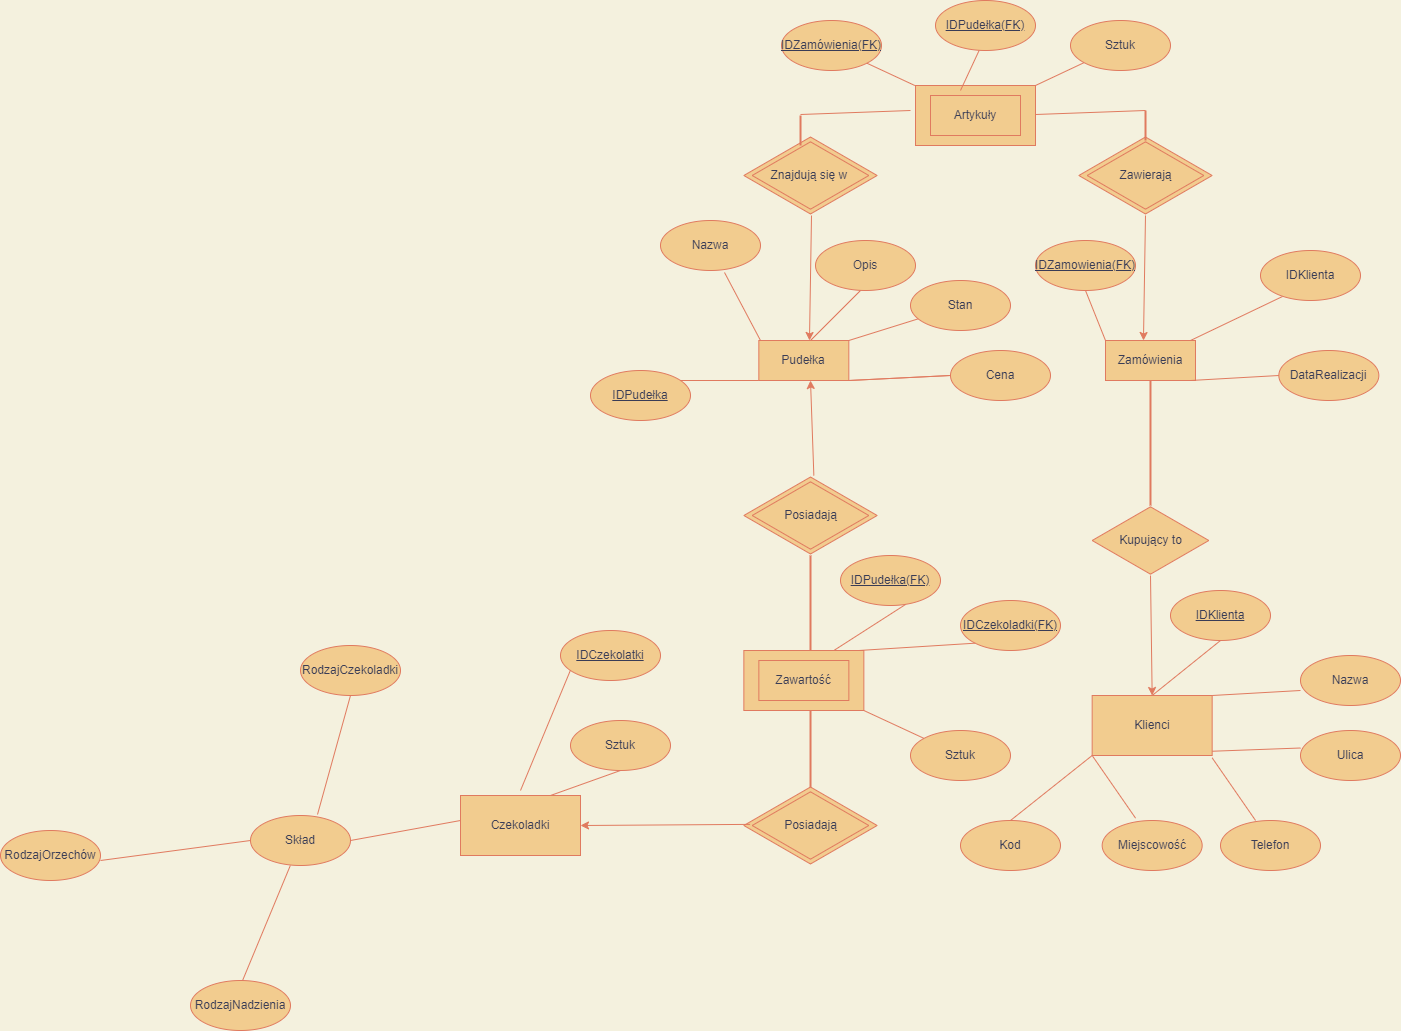 IDPudełka(FK)
IDZamówienia(FK)
Sztuk
Artykuły
Znajdują się w
Zawierają
Nazwa
Opis
IDZamowienia(FK)
IDKlienta
Stan
Pudełka
Zamówienia
Cena
DataRealizacji
IDPudełka
Posiadają
Kupujący to
IDPudełka(FK)
IDKlienta
IDCzekoladki(FK)
IDCzekolatki
RodzajCzekoladki
Zawartość
Nazwa
Klienci
Sztuk
Sztuk
Ulica
Czekoladki
Posiadają
Skład
Kod
Miejscowość
Telefon
RodzajOrzechów
RodzajNadzienia